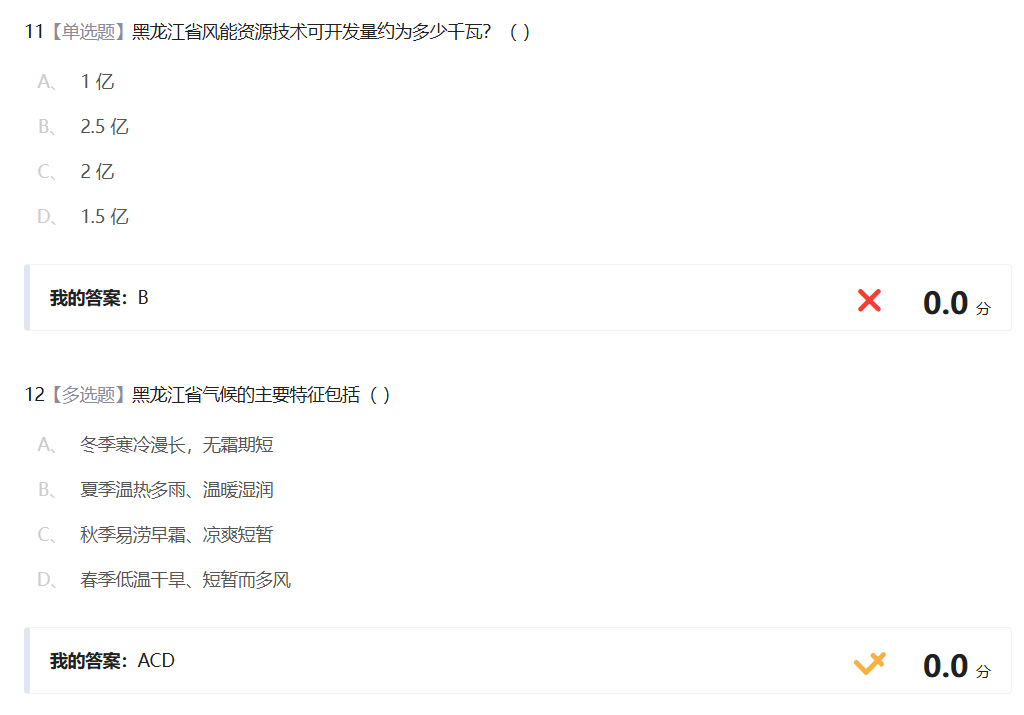 11【单选题】黑龙江省风能资源技术可开发量约为多少千瓦？（ ）
A、 1 亿
B、 2.5 亿
C、 2 亿
D、 1.5 亿
我的答案：B 0.0 分
12【多选题】黑龙江省气候的主要特征包括（ ）
A、 冬季寒冷漫长，无霜期短
B、 夏季温热多雨、温暖湿润
C、 秋季易涝早霜、凉爽短暂
D、 春季低温干旱、短暂而多风
我的答案：ACD 0.0 分